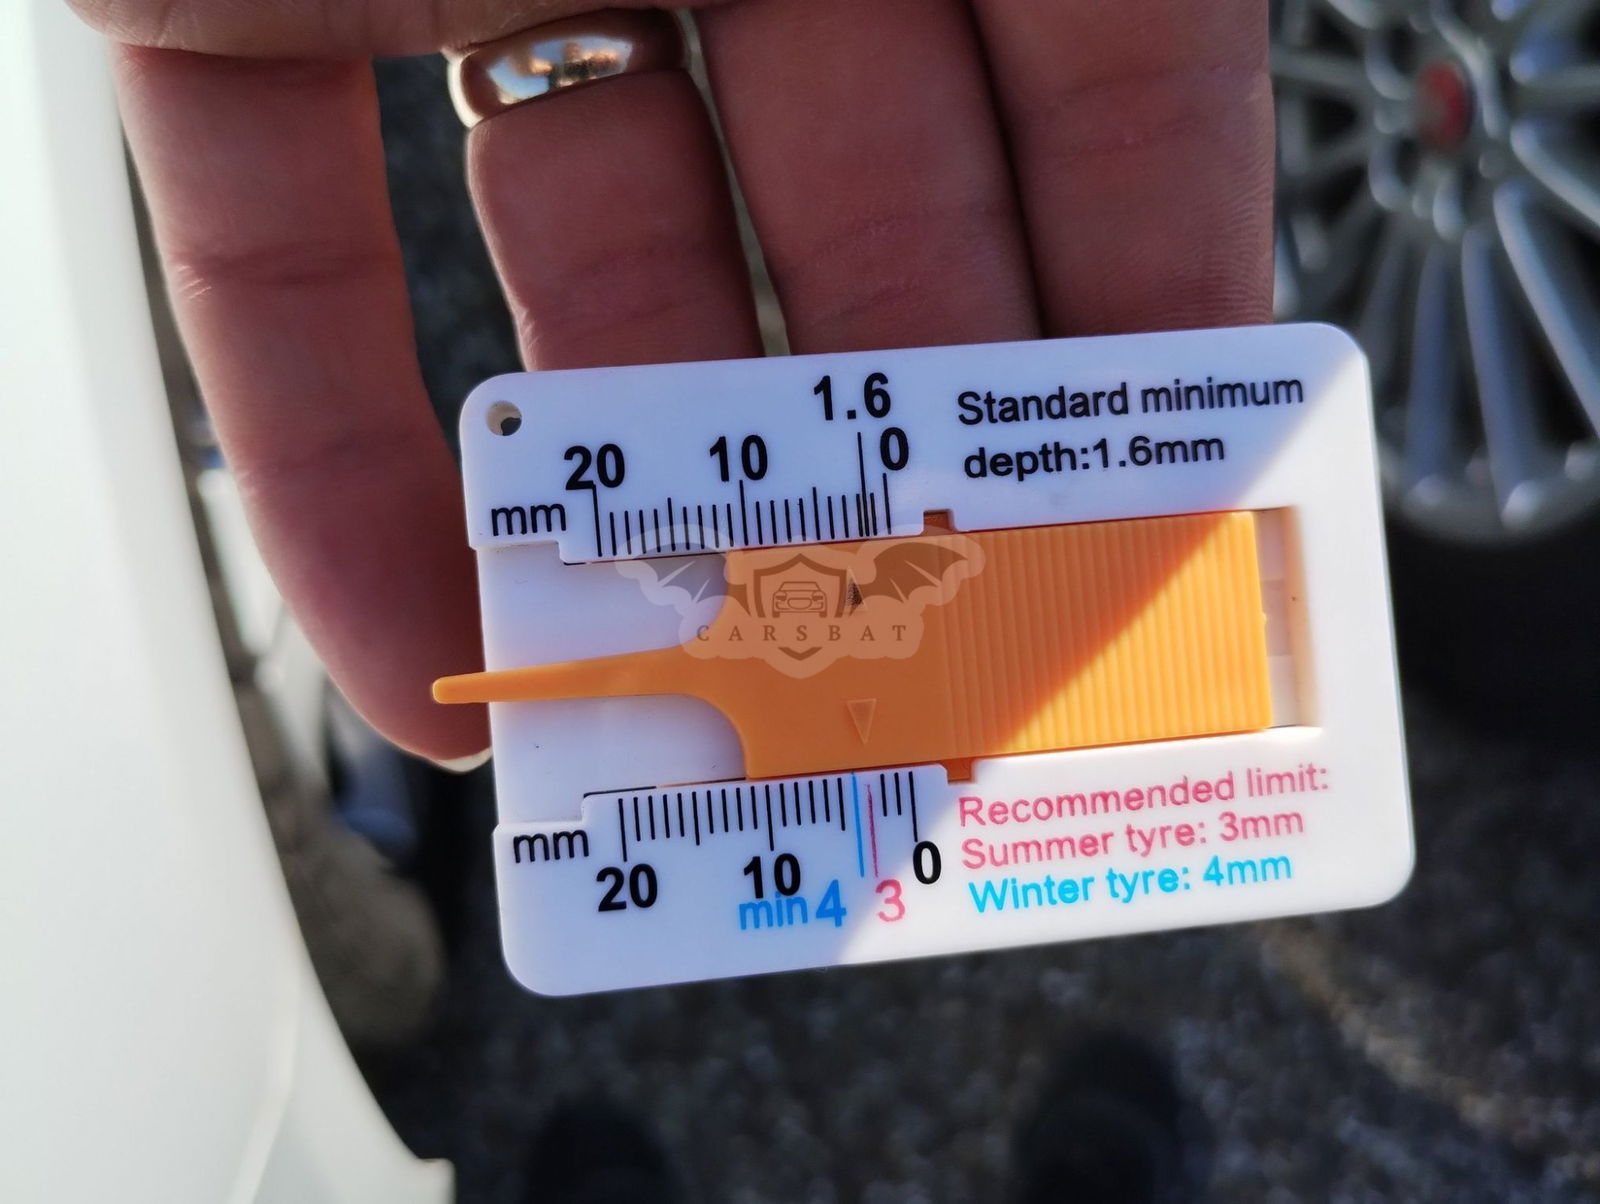 1.6
20 10 0
mm
Standard minimum
depth:1.6mm
CARSBAT
mm
20 10 0
min 4 3
Recommended limit:
Summer tyre: 3mm
Winter tyre: 4mm